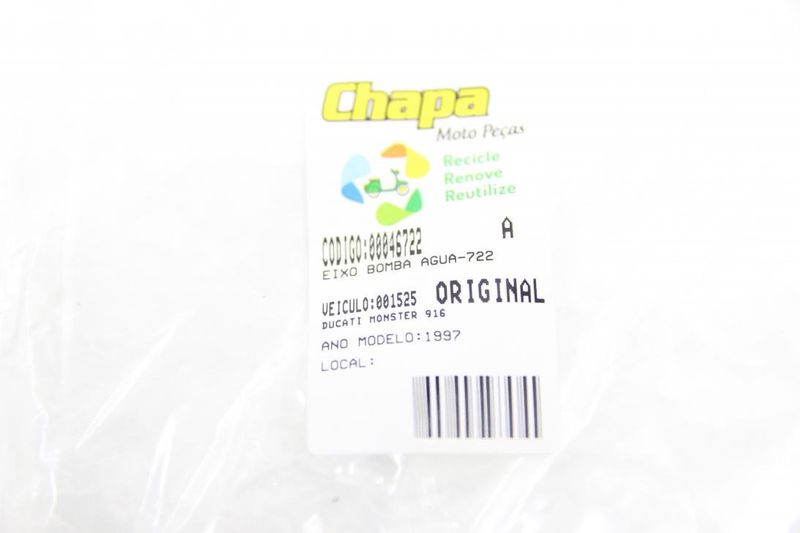 Chapa
Moto Peças
Recicle
Renove
Reutilize
A
CODIGO:00046722
EIXO BOMBA AGUA-722
VEICULO:001525 ORIGINAL
DUCATI MONSTER 916
ANO MODELO:1997
LOCAL: